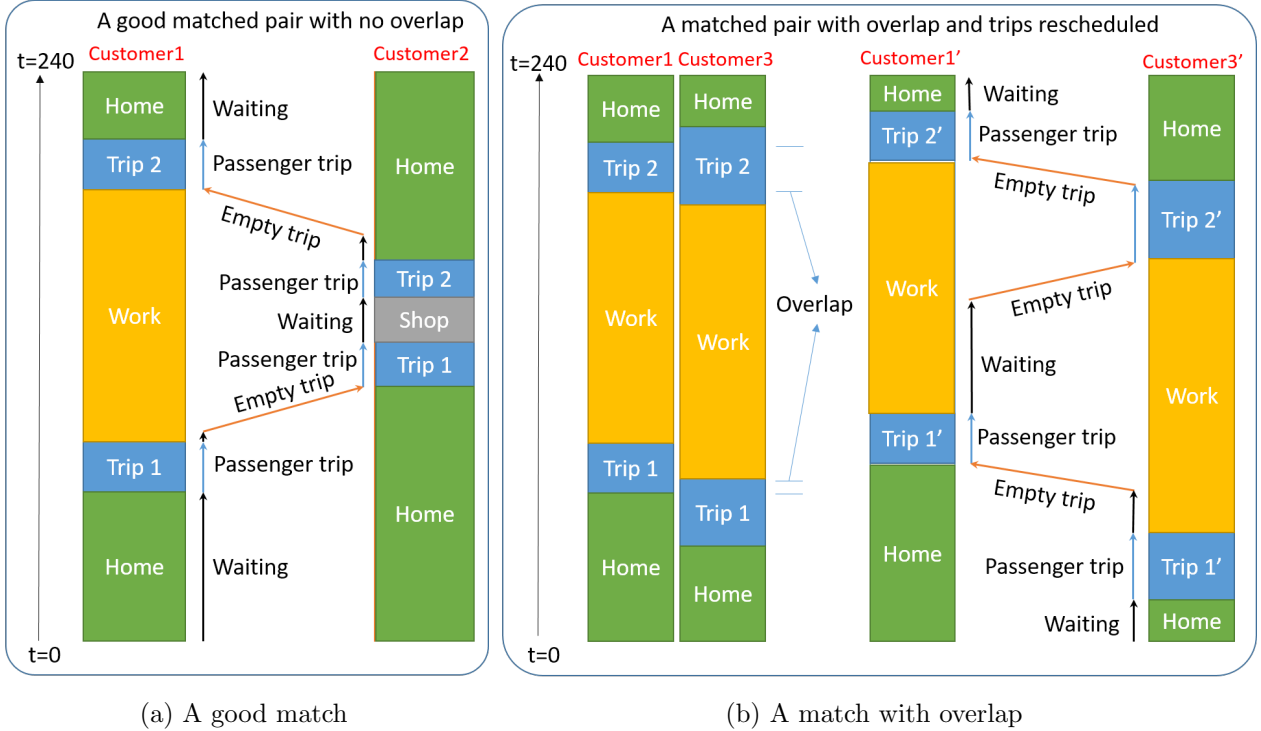 A good matched pair with no overlap
Customer1
Customer2
t=240
Home
Waiting
Trip 2
Passenger trip
Home
Empty trip
Work
Passenger trip
Trip 2
Waiting
Shop
Passenger trip
Trip 1
Empty trip
Trip 1
Passenger trip
Home
Home
Waiting
t=0
(a) A good match
A matched pair with overlap and trips rescheduled
Customer1
Customer3
Customer1’
Customer3’
t=240
Home
Home
Home
Waiting
Home
Trip 2
Trip 2
Trip 2’
Passenger trip
Empty trip
Trip 2’
Work
Work
Overlap
Work
Empty trip
Waiting
Work
Trip 1
Trip 1
Trip 1’
Passenger trip
Empty trip
Home
Home
Home
Passenger trip
Trip 1’
Waiting
Home
t=0
(b) A match with overlap